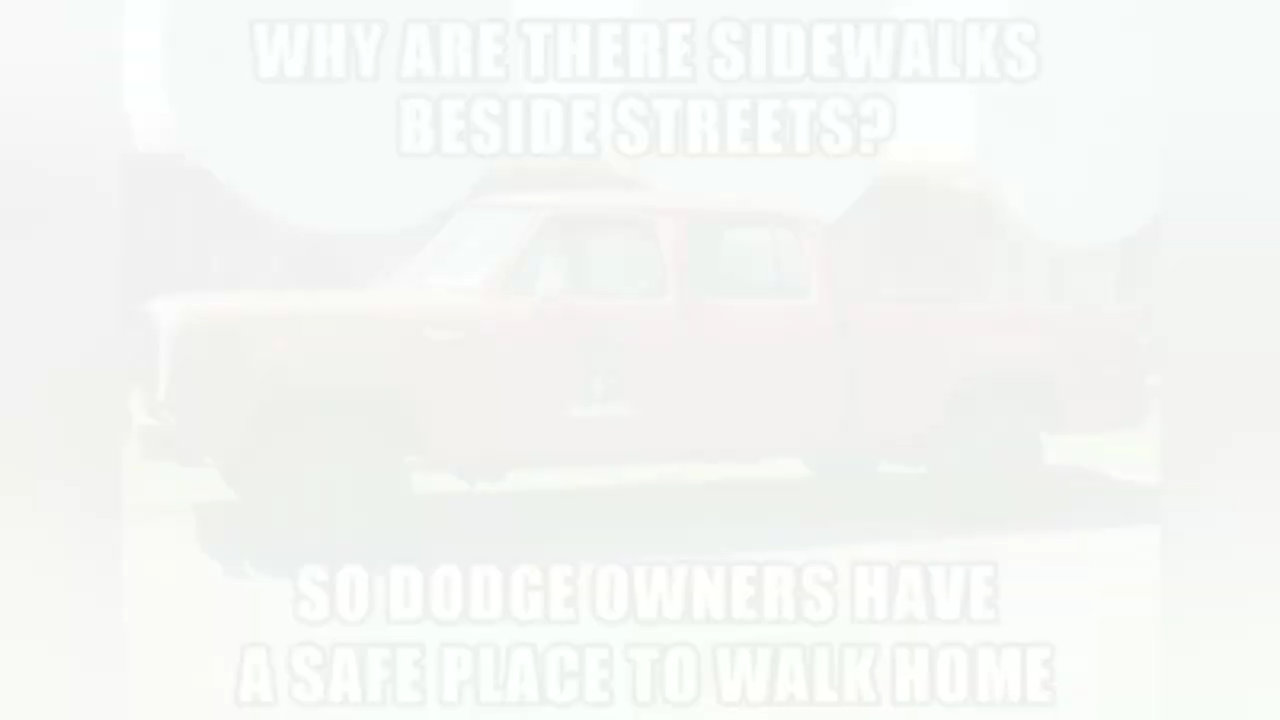 WHY ARE THERE SIDEWALKS
BESIDE STREETS?
SO DODGE OWNERS HAVE
A SAFE PLACE TO WALK HOME